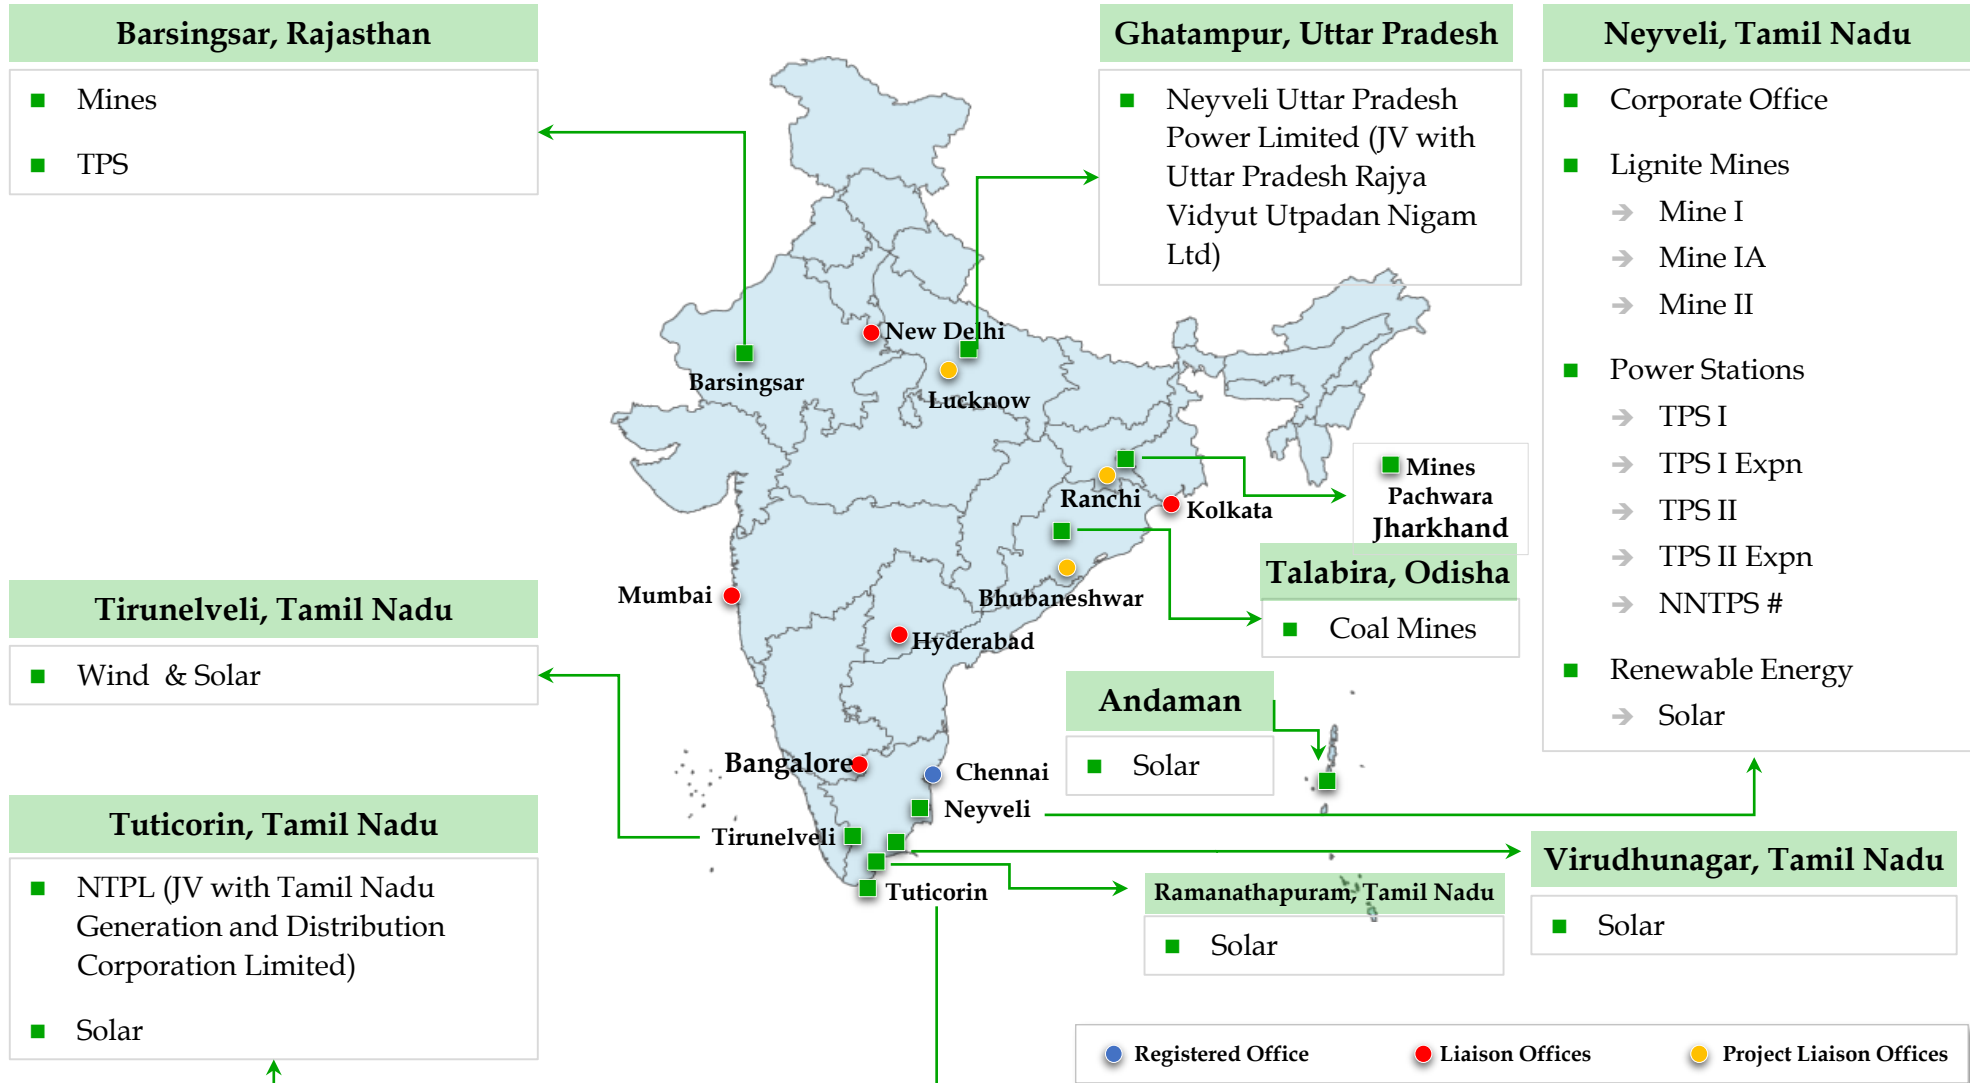 Barsingsar, Rajasthan
Mines
TPS
Ghatampur, Uttar Pradesh
Neyveli Uttar Pradesh
Power Limited (JV with
Uttar Pradesh Rajya
Vidyut Utpadan Nigam
Ltd)
Neyveli, Tamil Nadu
Corporate Office
Lignite Mines
Mine I
Mine IA
Mine II
Power Stations
TPS I
TPS I Expn
TPS II
TPS II Expn
NNTPS #
Renewable Energy
Solar
New Delhi
Barsingsar
Lucknow
Ranchi
Kolkata
Mines
Pachwara
Jharkhand
Talabira, Odisha
Coal Mines
Bhubaneshwar
Mumbai
Hyderabad
Tirunelveli, Tamil Nadu
Wind & Solar
Andaman
Solar
Bangalore
Chennai
Neyveli
Tirunelveli
Tuticorin
Tuticorin, Tamil Nadu
NTPL (JV with Tamil Nadu
Generation and Distribution
Corporation Limited)
Solar
Ramanathapuram, Tamil Nadu
Solar
Virudhunagar, Tamil Nadu
Solar
Registered Office
Liaison Offices
Project Liaison Offices